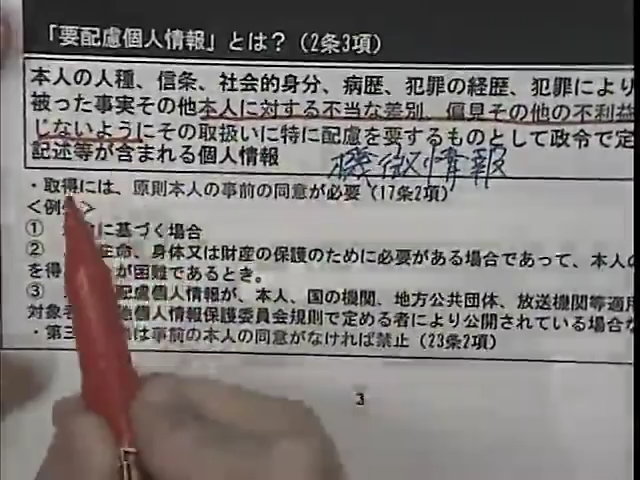 「要配慮個人情報」とは？（2条3項）
本人の人種、信条、社会的身分、病歴、犯罪の経歴、犯罪により
被った事実その他本人に対する不当な差別、偏見その他の不利益
じないようにその取扱いに特に配慮を要するものとして政令で定
記述等が含まれる個人情報 機微情報
・取得には、原則本人の事前の同意が必要（17条2項）
＜例
① に基づく場合
② 生命、身体又は財産の保護のために必要がある場合であって、本人の
を得 が困難であるとき。
③ 配慮個人情報が、本人、国の機関、地方公共団体、放送機関等適用
対象者 他個人情報保護委員会規則で定める者により公開されている場合な
・第三 は事前の本人の同意がなければ禁止（23条2項）
3